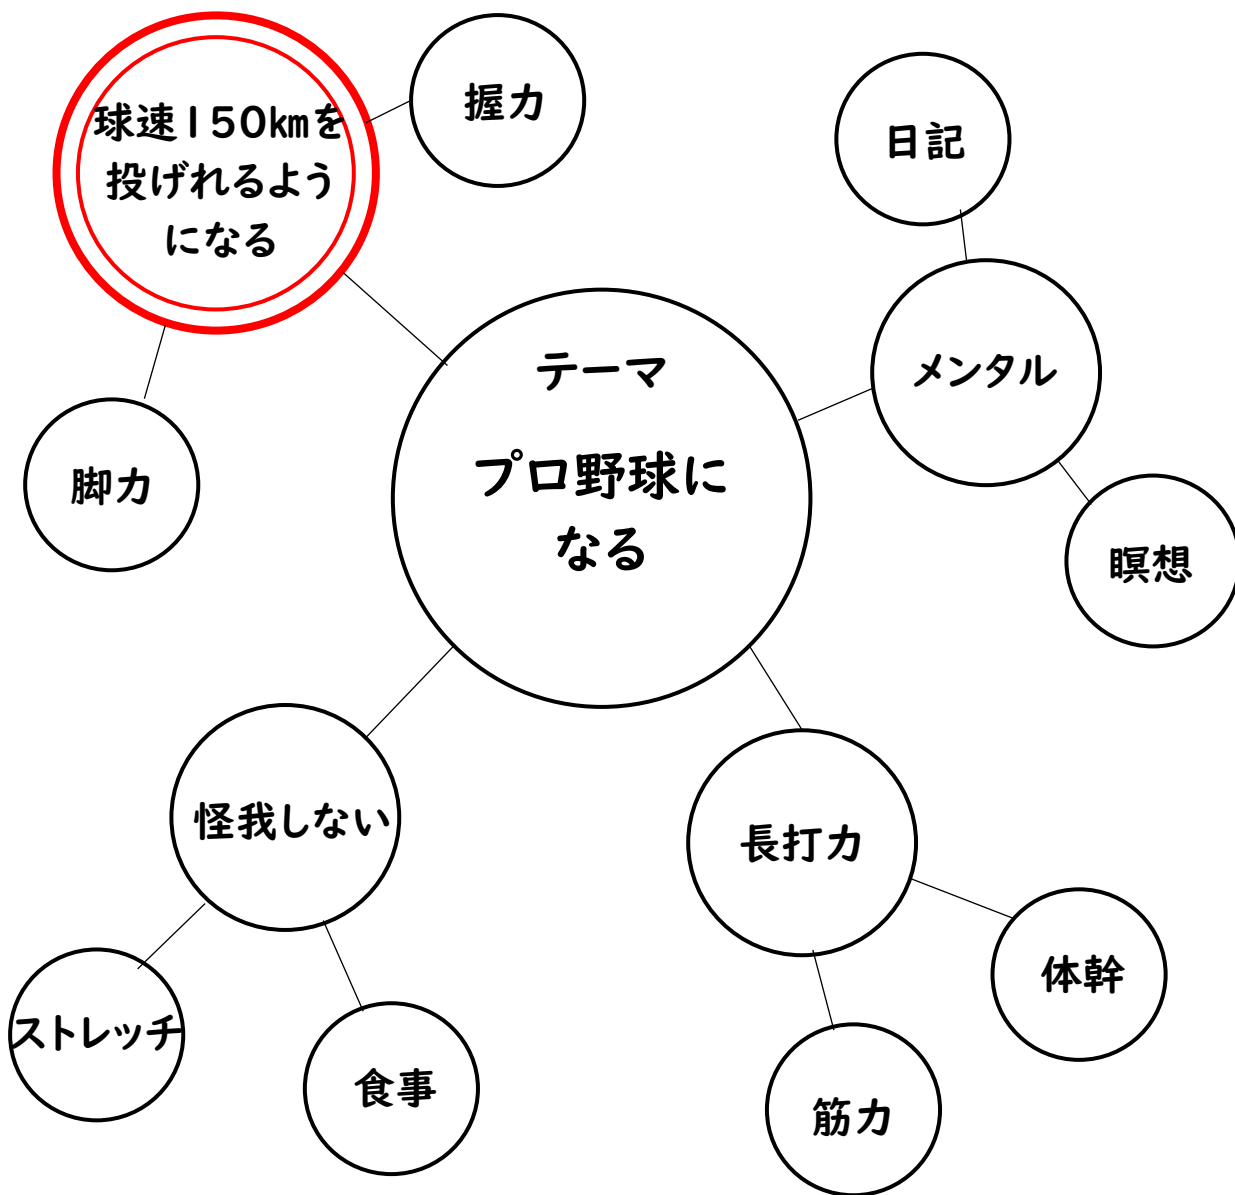 球速150kmを
投げれるよう
になる
握力
日記
メンタル
瞑想
テーマ
プロ野球に
なる
脚力
怪我しない
ストレッチ
食事
長打力
体幹
筋力